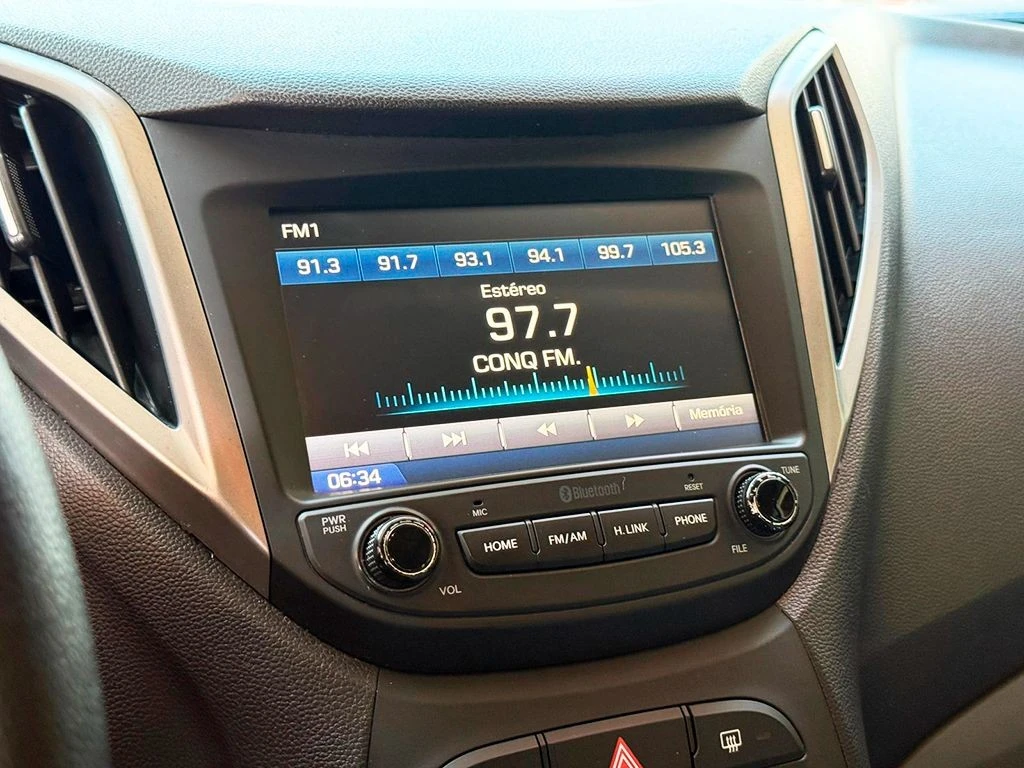 FM1
91.3 91.7 93.1 94.1 99.7 105.3
Estéreo
97.7
CONQ FM.
Memória
06:34
PWR PUSH
MIC
Bluetooth
RESET
TUNE
VOL
HOME
FM/AM
H.LINK
PHONE
FILE